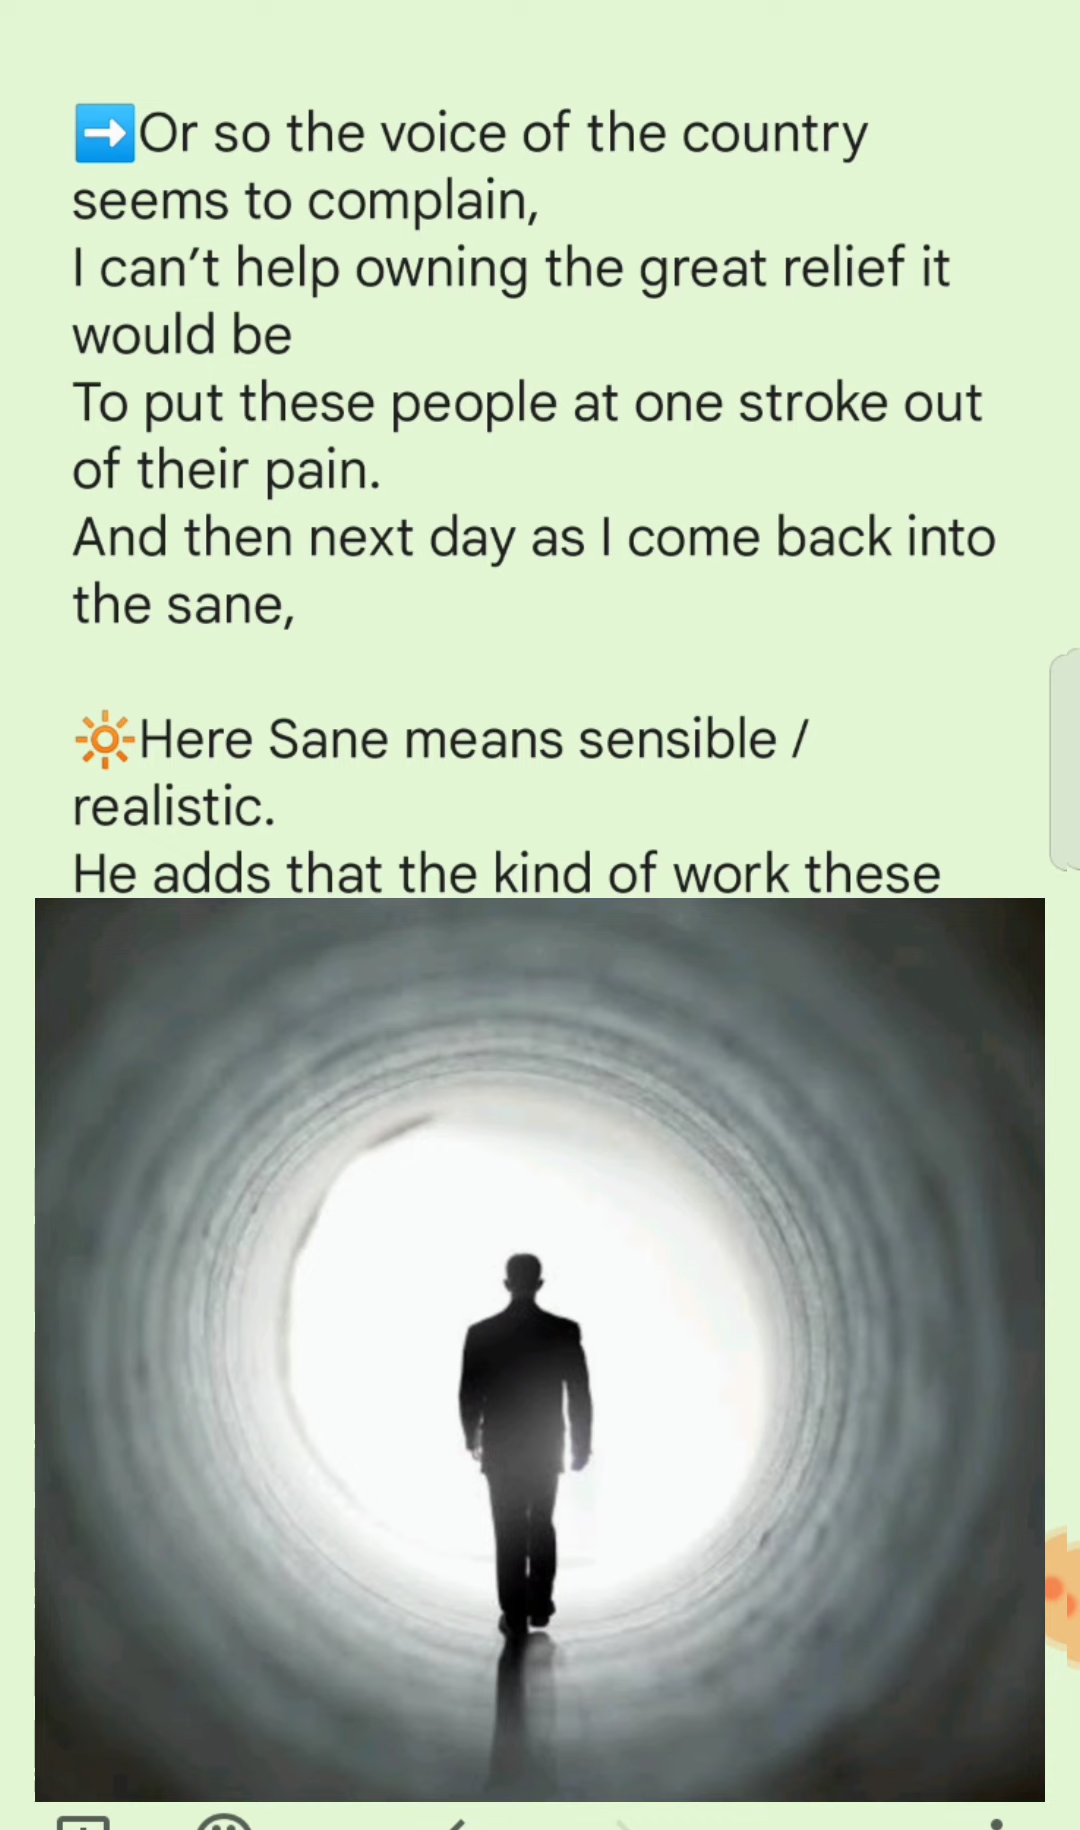 ➡️Or so the voice of the country
seems to complain,
I can’t help owning the great relief it
would be
To put these people at one stroke out
of their pain.
And then next day as I come back into
the sane,
🔆Here Sane means sensible /
realistic.
He adds that the kind of work these